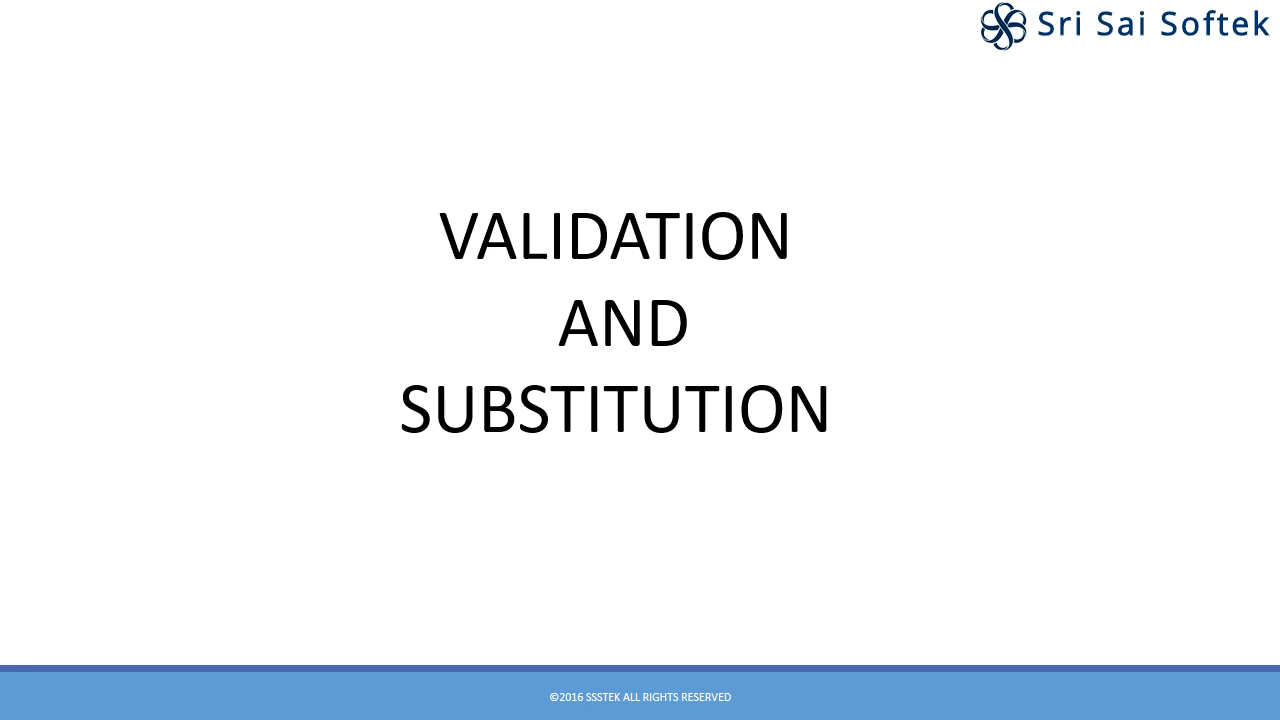 Sri Sai Softek
VALIDATION
AND
SUBSTITUTION
©2016 SSSTEK ALL RIGHTS RESERVED